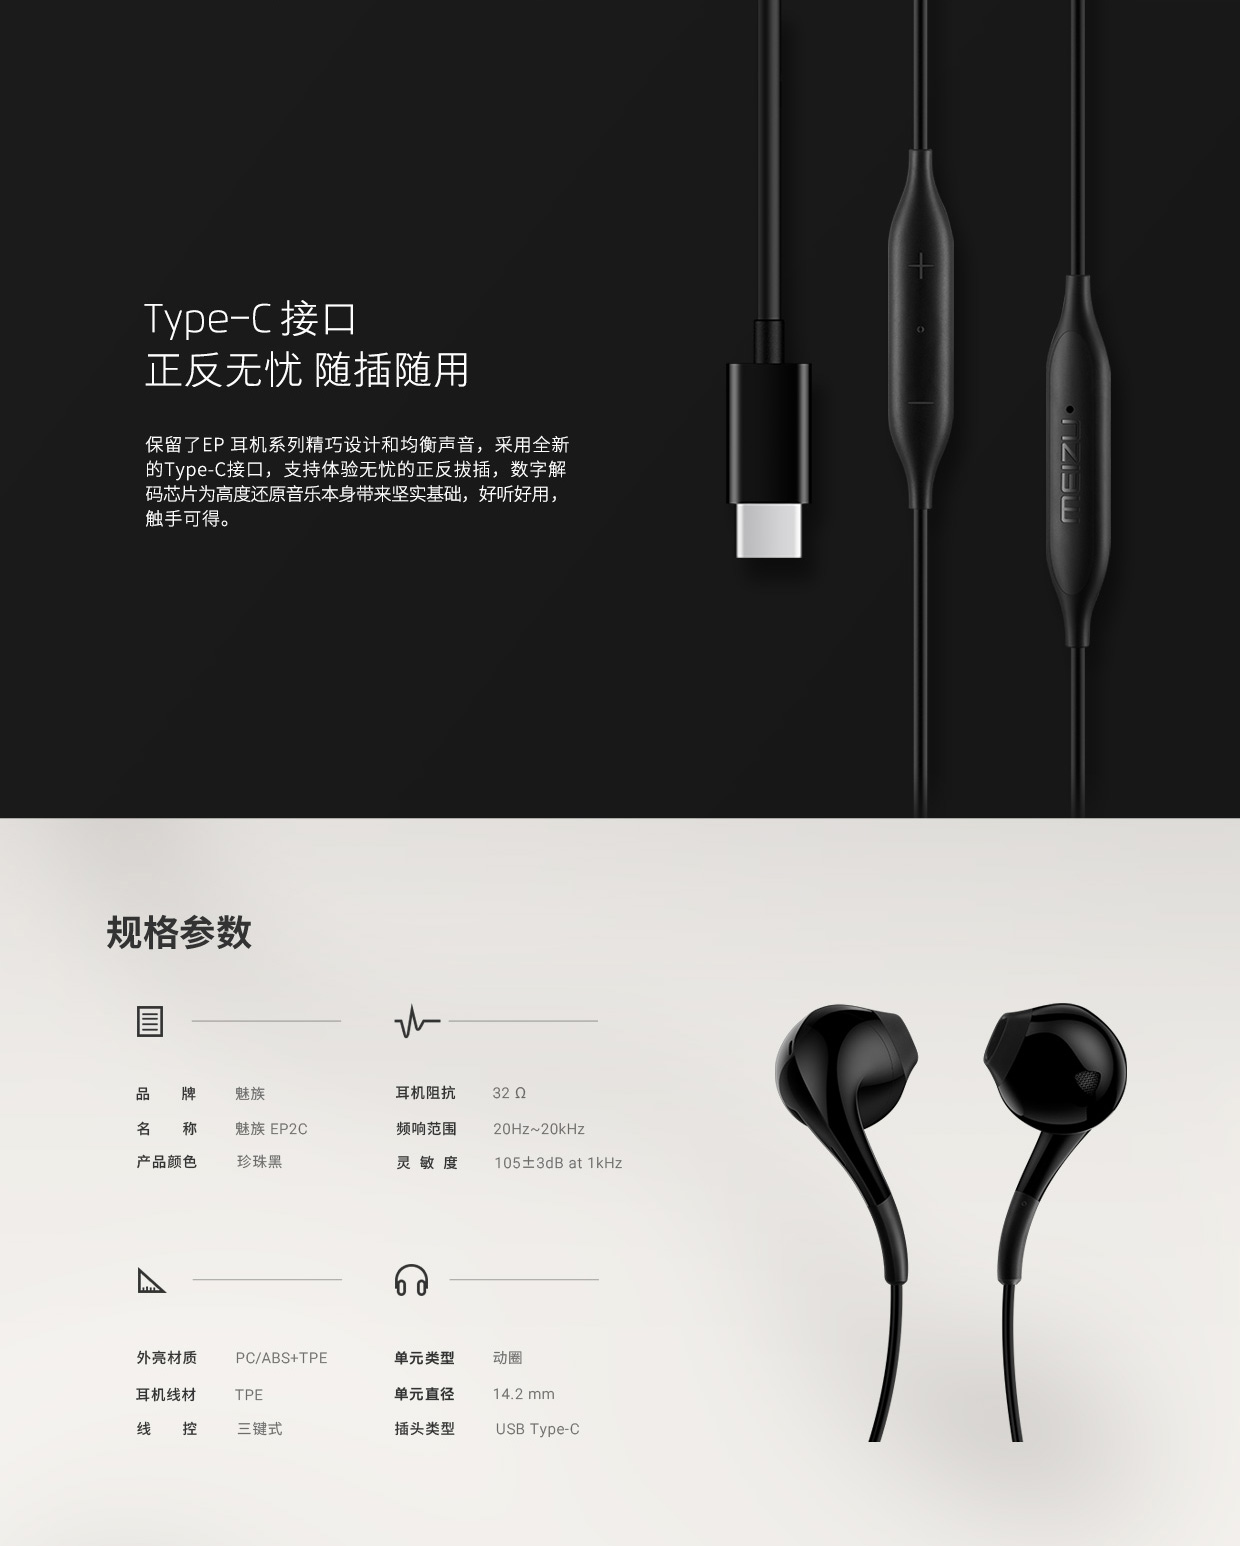 Type-C 接口
正反无忧 随插随用
保留了EP 耳机系列精巧设计和均衡声音，采用全新
的Type-C接口，支持体验无忧的正反拔插，数字解
码芯片为高度还原音乐本身带来坚实基础，好听好用，
触手可得。
MEIZU
规格参数
品 牌 魅族
名 称 魅族 EP2C
产品颜色 珍珠黑
耳机阻抗 32 Ω
频响范围 20Hz~20kHz
灵 敏 度 105±3dB at 1kHz
外亮材质 PC/ABS+TPE
耳机线材 TPE
线 控 三键式
单元类型 动圈
单元直径 14.2 mm
插头类型 USB Type-C